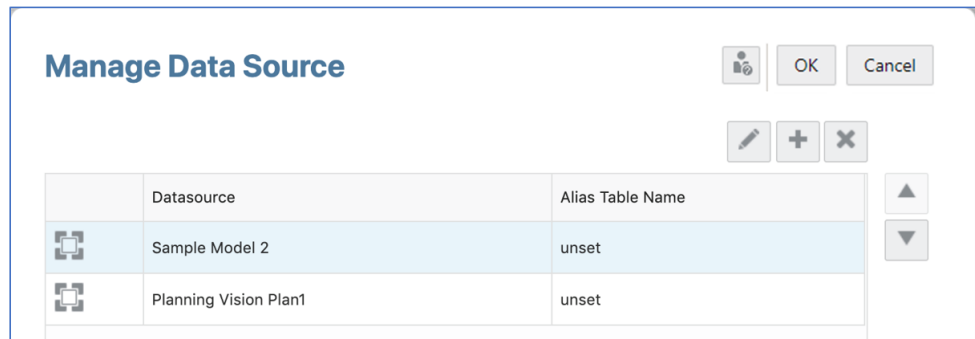 Manage Data Source
OK
Cancel
Datasource
Alias Table Name
Sample Model 2
unset
Planning Vision Plan1
unset